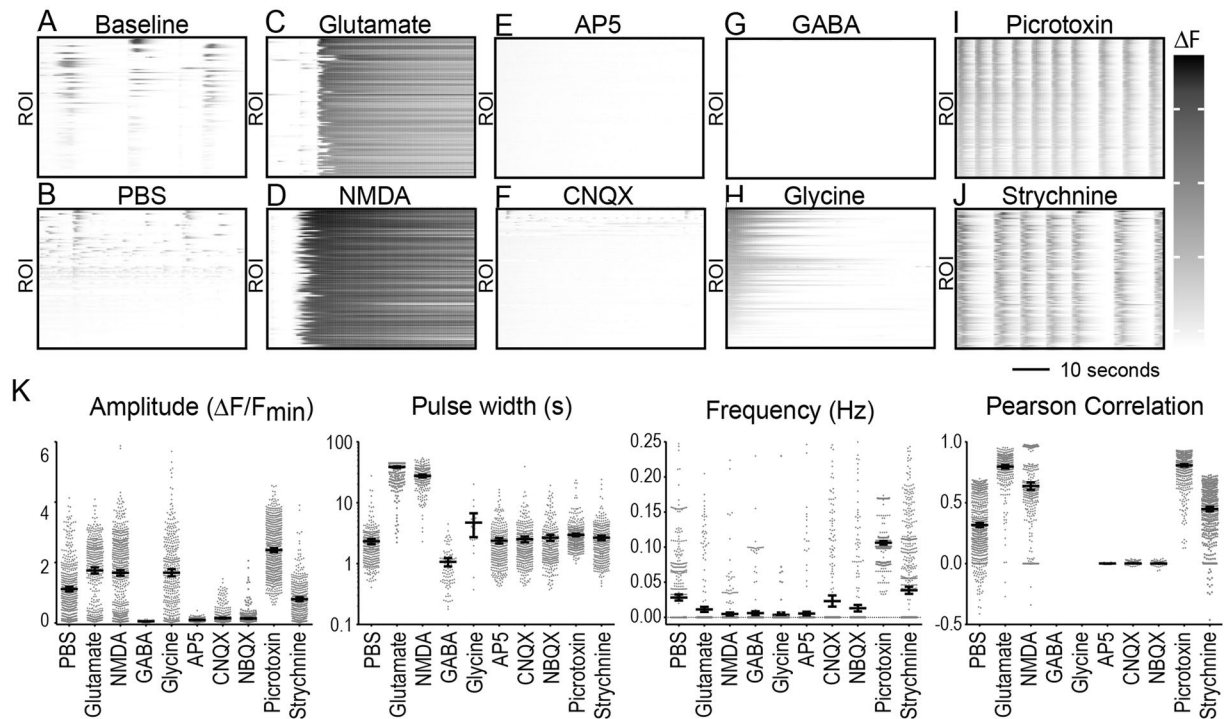 A Baseline
C Glutamate
E AP5
G GABA
I Picrotoxin
ΔF
ROI ROI ROI ROI ROI
B PBS
D NMDA
F CNQX
H Glycine
J Strychnine
ROI ROI ROI ROI ROI
10 seconds
K
Amplitude (ΔF/Fmin)
6
4
2
0
PBS Glutamate NMDA GABA Glycine AP5 CNQX NBQX Picrotoxin Strychnine
Pulse width (s)
100
10
1
0.1
PBS Glutamate NMDA GABA Glycine AP5 CNQX NBQX Picrotoxin Strychnine
Frequency (Hz)
0.25
0.20
0.15
0.10
0.05
0.00
PBS Glutamate NMDA GABA Glycine AP5 CNQX NBQX Picrotoxin Strychnine
Pearson Correlation
1.0
0.5
0.0
-0.5
PBS Glutamate NMDA GABA Glycine AP5 CNQX NBQX Picrotoxin Strychnine